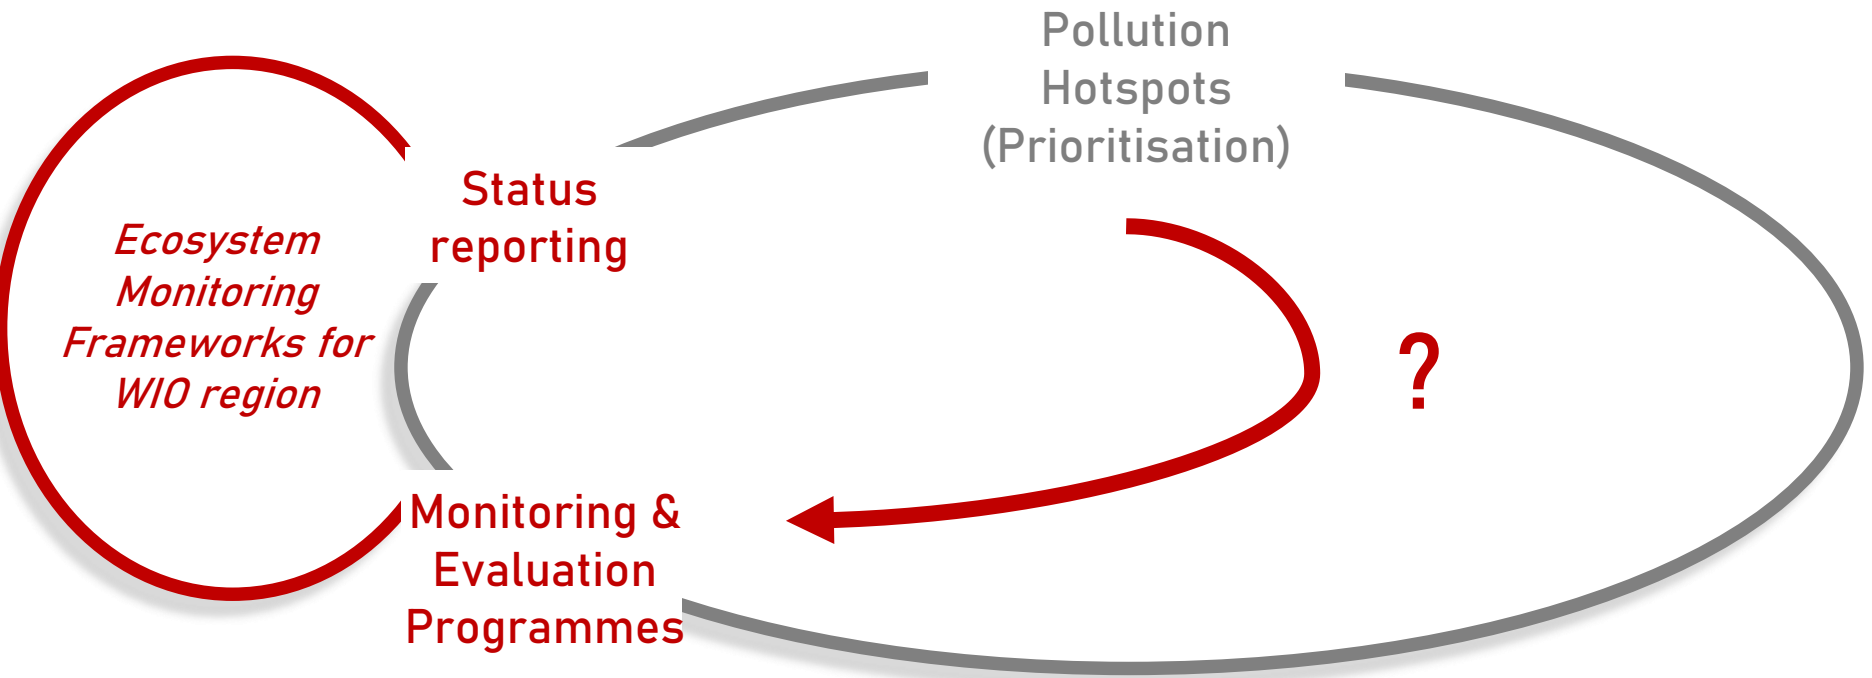 Pollution
Hotspots
(Prioritisation)
Status
reporting
Ecosystem
Monitoring
Frameworks for
WIO region
?
Monitoring &
Evaluation
Programmes